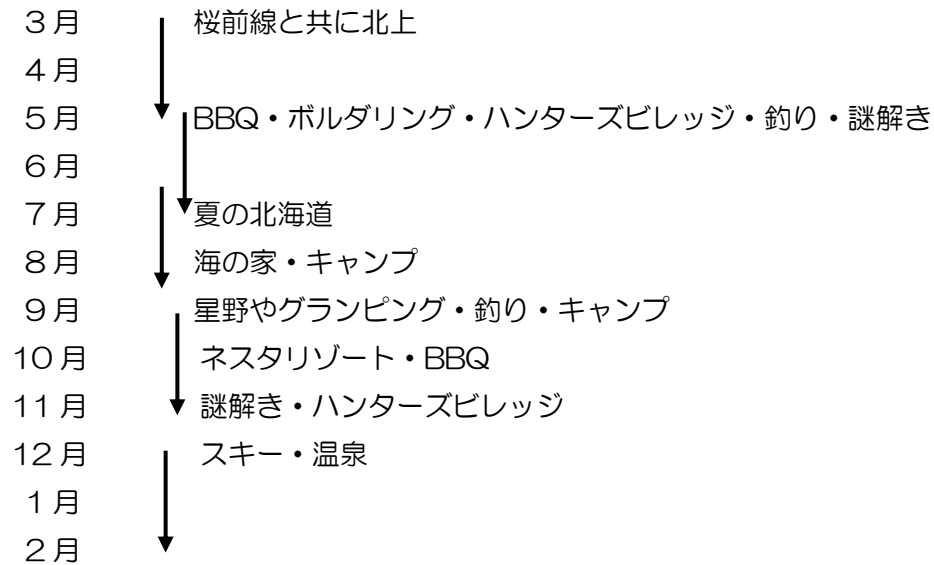 3月 桜前線と共に北上
4月
5月 BBQ・ボルダリング・ハンターズビレッジ・釣り・謎解き
6月
7月 夏の北海道
8月 海の家・キャンプ
9月 星野やグランピング・釣り・キャンプ
10月 ネスタリゾート・BBQ
11月 謎解き・ハンターズビレッジ
12月 スキー・温泉
1月
2月